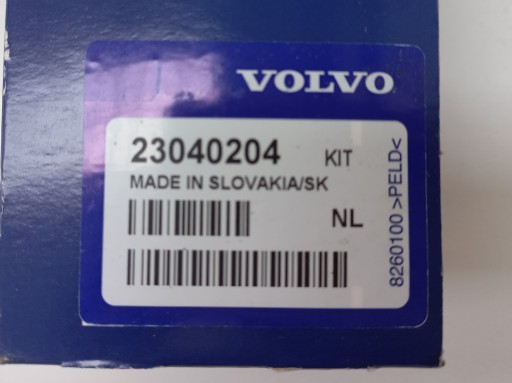 VOLVO
23040204 KIT
MADE IN SLOVAKIA/SK
NL
8260100 >PELD<